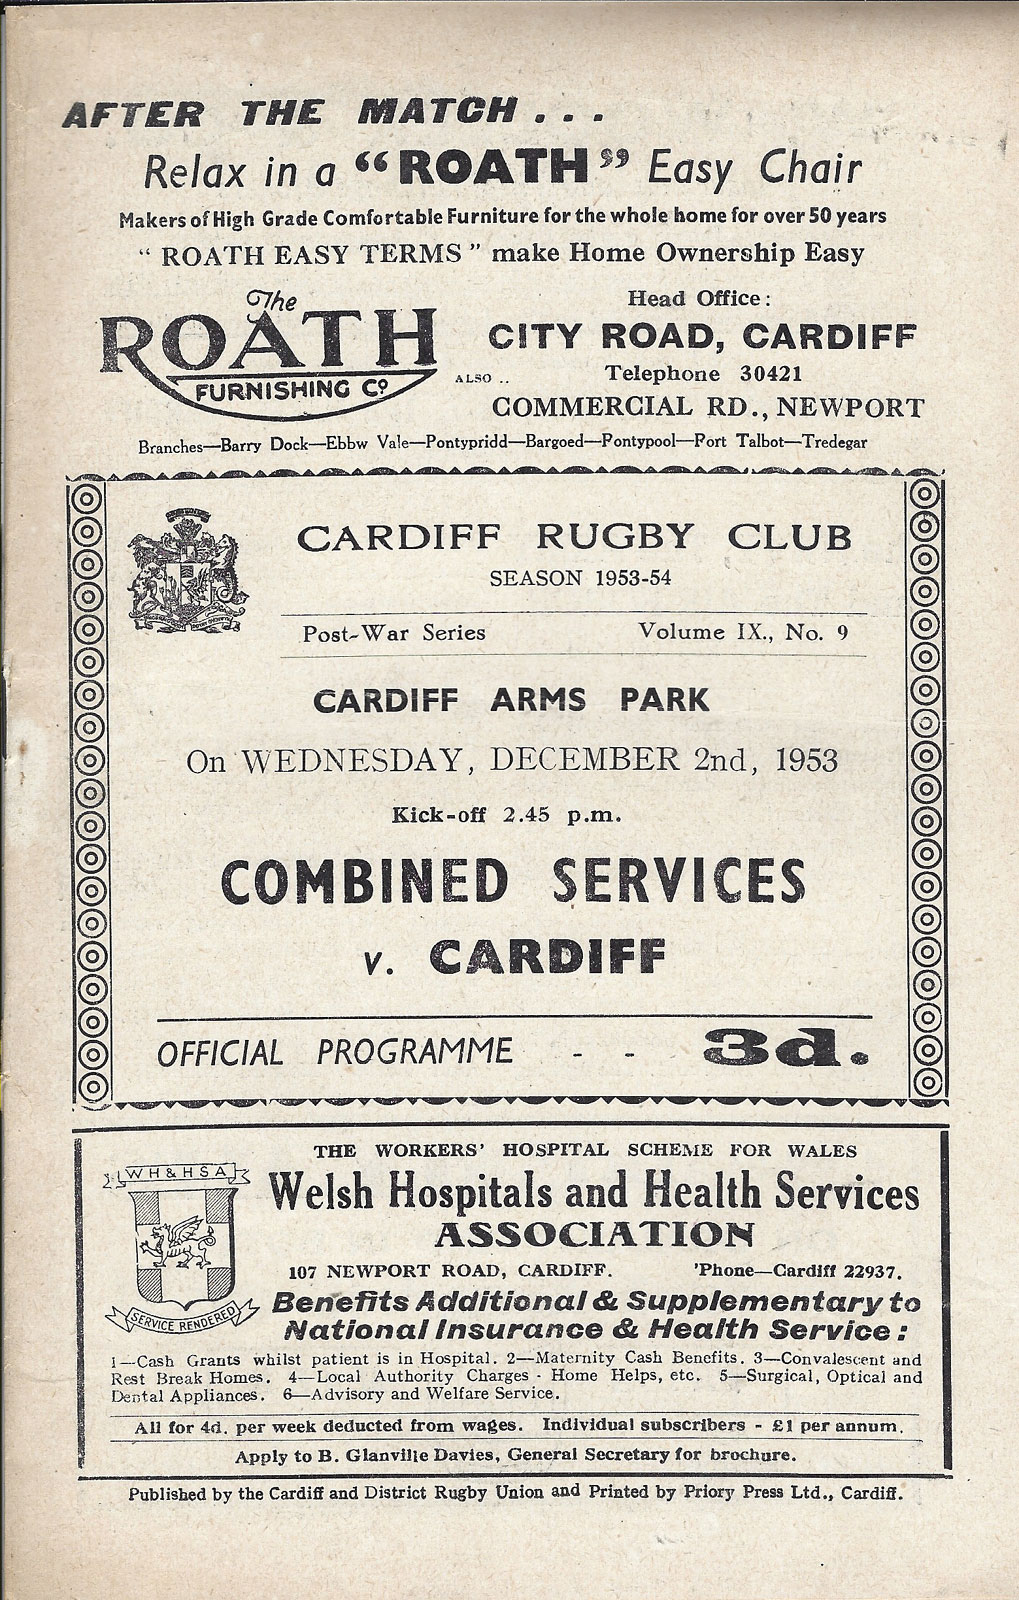 AFTER THE MATCH . . .
Relax in a “ROATH” Easy Chair
Makers of High Grade Comfortable Furniture for the whole home for over 50 years
“ ROATH EASY TERMS ” make Home Ownership Easy
The
ROATH
FURNISHING Co
Head Office :
CITY ROAD, CARDIFF
Telephone 30421
ALSO ..
COMMERCIAL RD., NEWPORT
Branches—Barry Dock—Ebbw Vale—Pontypridd—Bargoed—Pontypool—Port Talbot—Tredegar
CARDIFF RUGBY CLUB
SEASON 1953-54
Post-War Series Volume IX., No. 9
CARDIFF ARMS PARK
On WEDNESDAY, DECEMBER 2nd, 1953
Kick-off 2.45 p.m.
COMBINED SERVICES
v. CARDIFF
OFFICIAL PROGRAMME - - 3d.
THE WORKERS’ HOSPITAL SCHEME FOR WALES
WH&HSA
Welsh Hospitals and Health Services
ASSOCIATION
107 NEWPORT ROAD, CARDIFF. ’Phone—Cardiff 22937.
SERVICE RENDERED
Benefits Additional & Supplementary to
National Insurance & Health Service :
1—Cash Grants whilst patient is in Hospital. 2—Maternity Cash Benefits. 3—Convalescent and
Rest Break Homes. 4—Local Authority Charges - Home Helps, etc. 5—Surgical, Optical and
Dental Appliances. 6—Advisory and Welfare Service.
All for 4d. per week deducted from wages. Individual subscribers - £1 per annum.
Apply to B. Glanville Davies, General Secretary for brochure.
Published by the Cardiff and District Rugby Union and Printed by Priory Press Ltd., Cardiff.